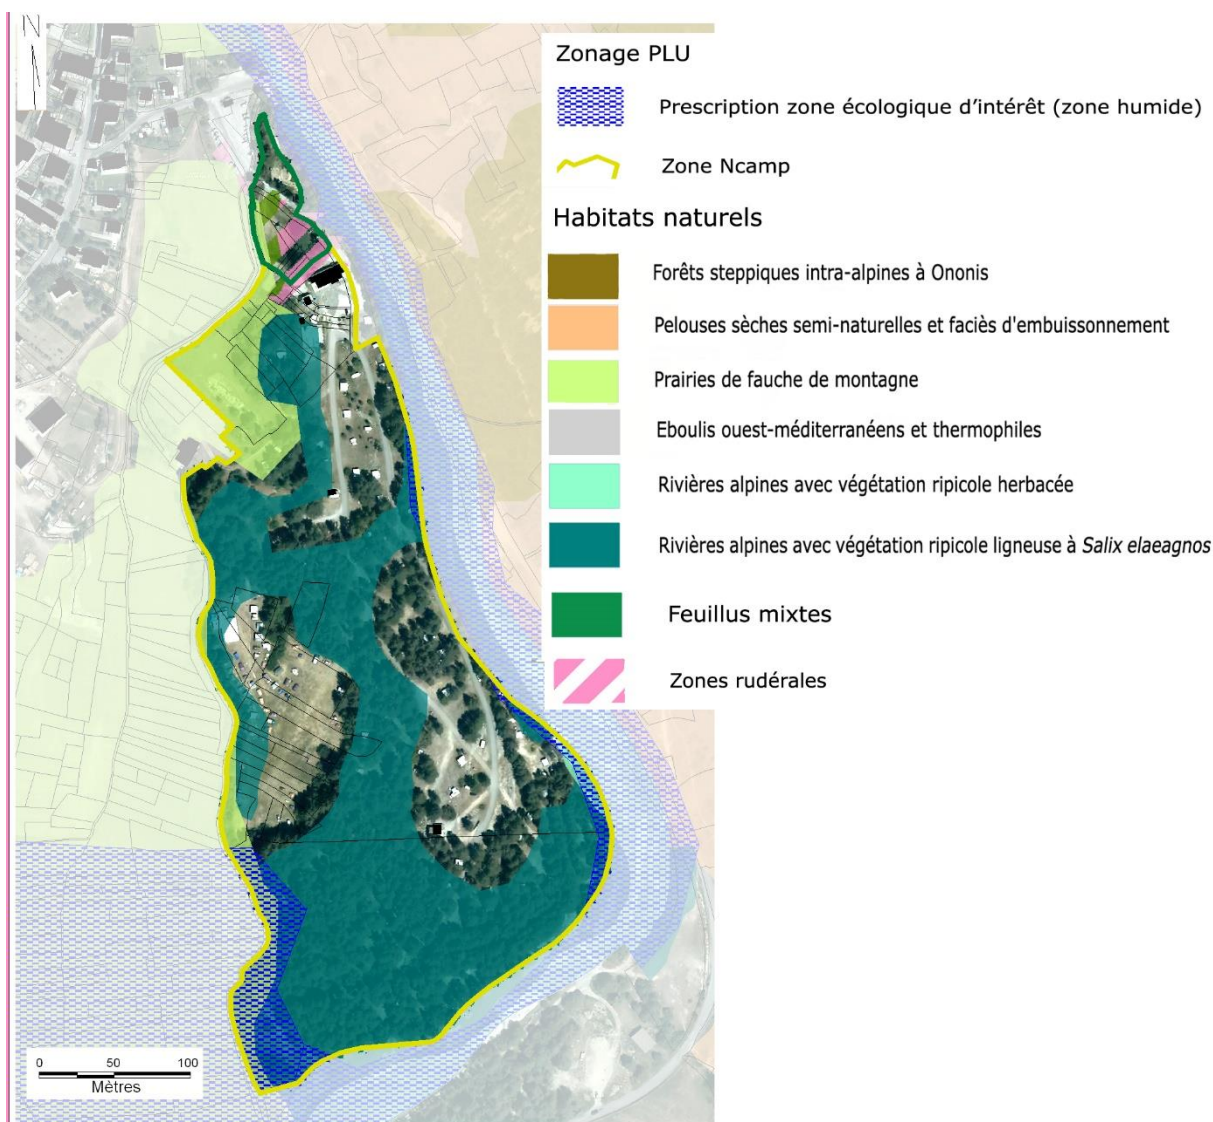 N
Zonage PLU
Prescription zone écologique d’intérêt (zone humide)
Zone Ncamp
Habitats naturels
Forêts steppiques intra-alpines à Ononis
Pelouses sèches semi-naturelles et faciès d'embuissonnement
Prairies de fauche de montagne
Eboulis ouest-méditerranéens et thermophiles
Rivières alpines avec végétation ripicole herbacée
Rivières alpines avec végétation ripicole ligneuse à Salix elaeagnos
Feuillus mixtes
Zones rudérales
0 50 100
Mètres